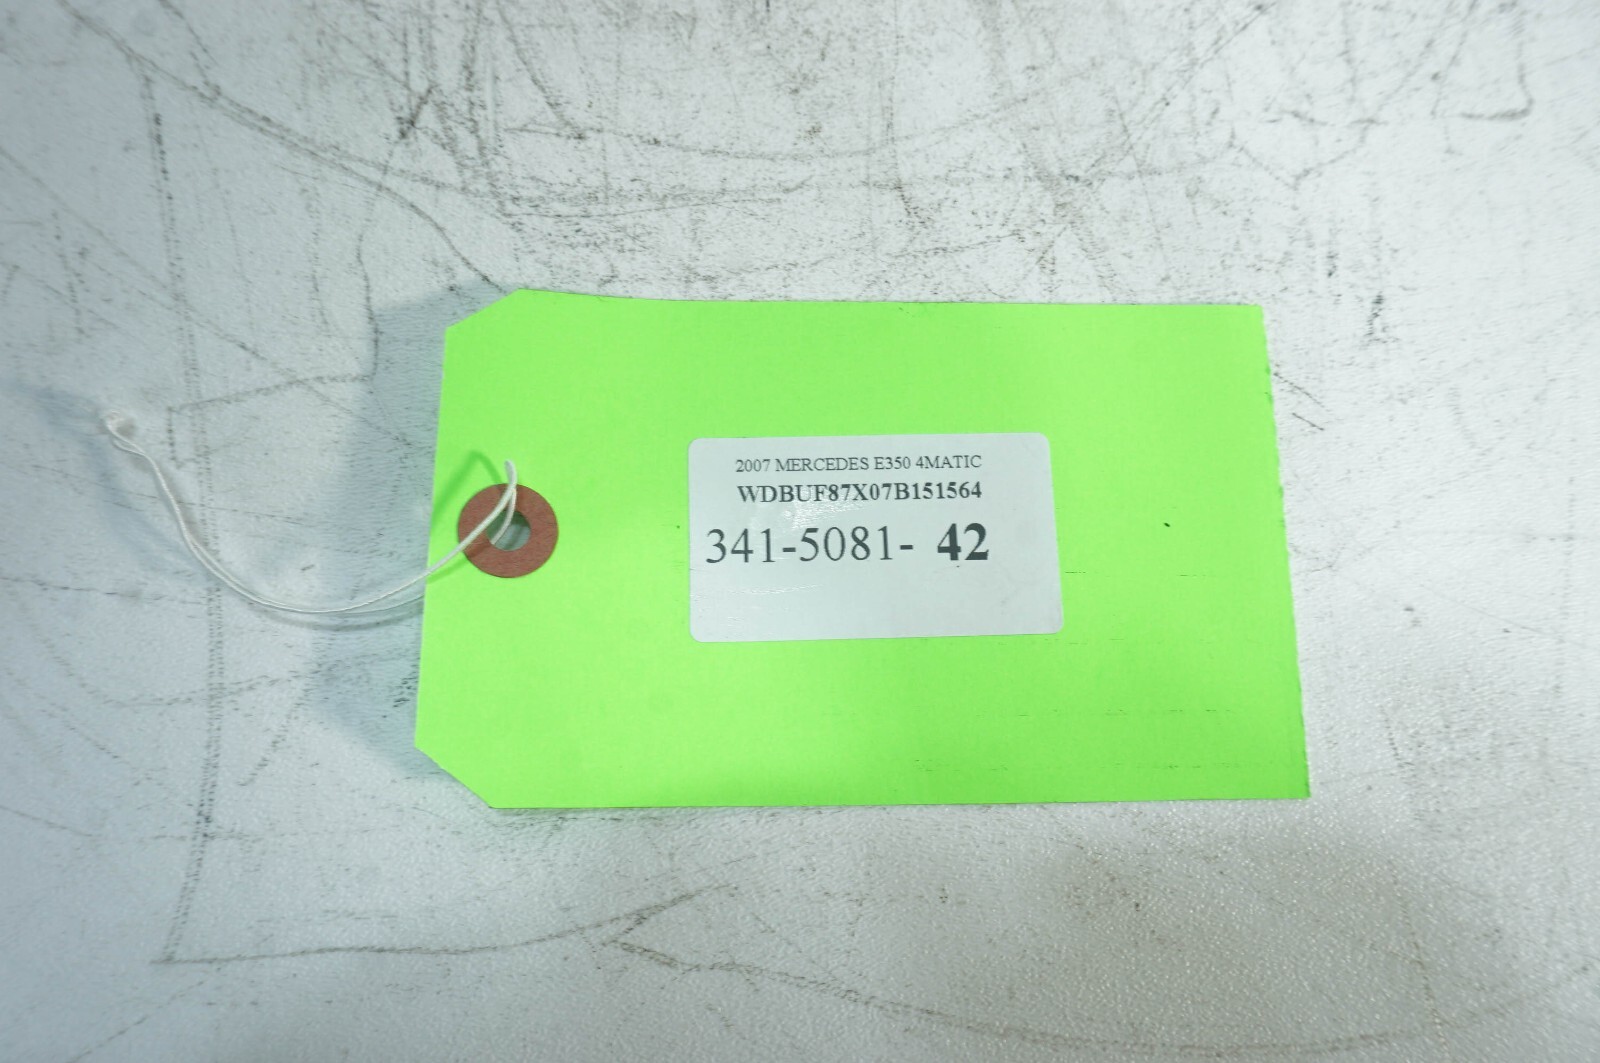 2007 MERCEDES E350 4MATIC
WDBUF87X07B151564
341-5081- 42